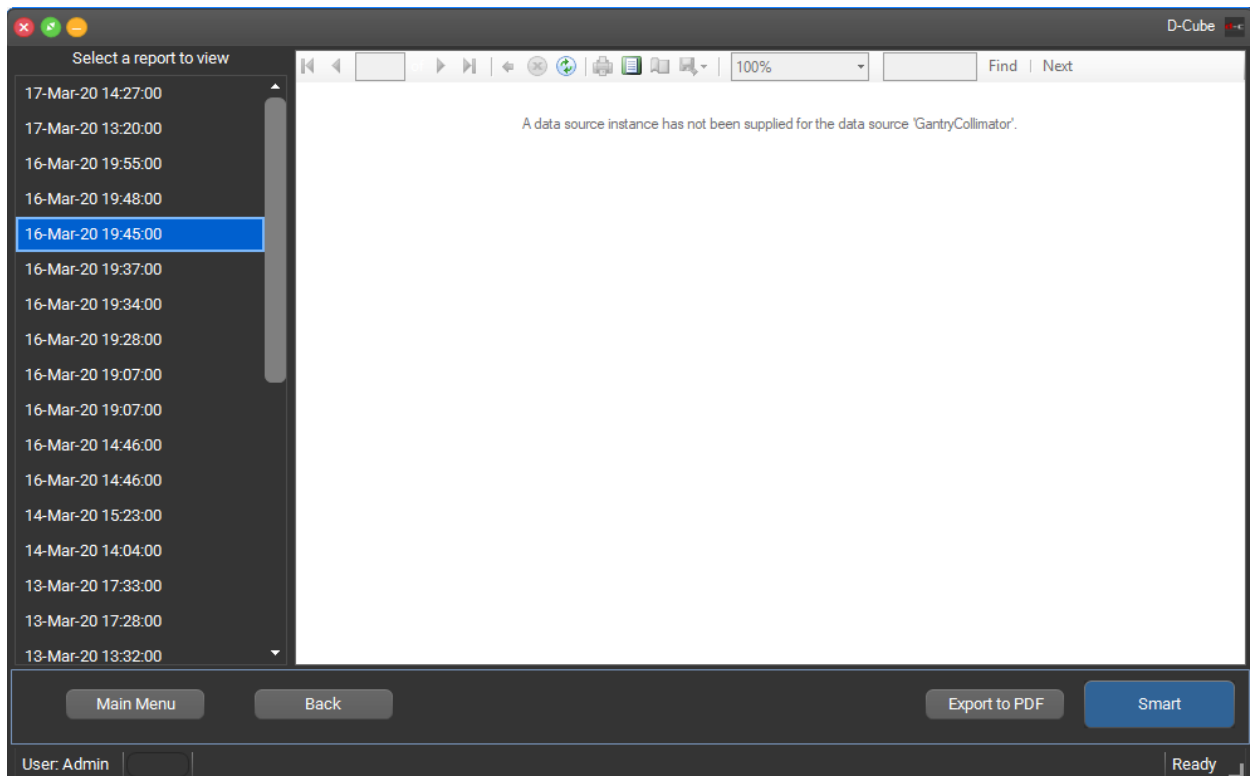 D-Cube
Select a report to view
100%
Find | Next
17-Mar-20 14:27:00
17-Mar-20 13:20:00
16-Mar-20 19:55:00
16-Mar-20 19:48:00
16-Mar-20 19:45:00
16-Mar-20 19:37:00
16-Mar-20 19:34:00
16-Mar-20 19:28:00
16-Mar-20 19:07:00
16-Mar-20 19:07:00
16-Mar-20 14:46:00
16-Mar-20 14:46:00
14-Mar-20 15:23:00
14-Mar-20 14:04:00
13-Mar-20 17:33:00
13-Mar-20 17:28:00
13-Mar-20 13:32:00
A data source instance has not been supplied for the data source 'GantryCollimator'.
Main Menu
Back
Export to PDF
Smart
User: Admin
Ready